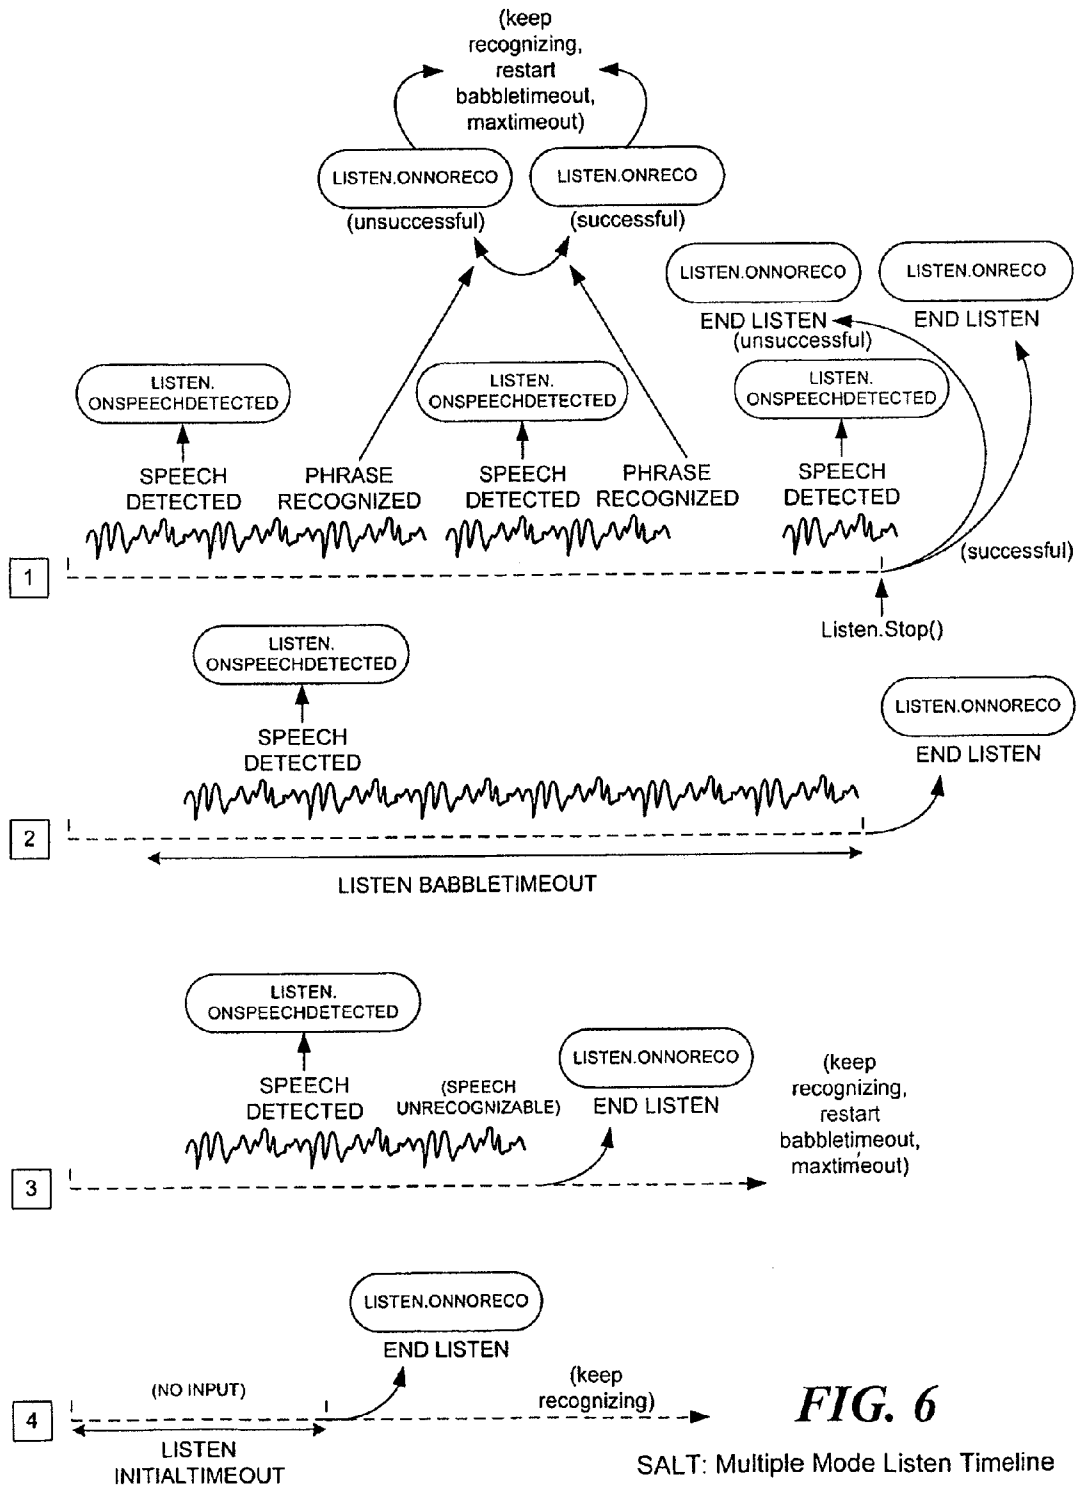 (keep
recognizing,
restart
babbletimeout,
maxtimeout)
LISTEN.ONNORECO
LISTEN.ONRECO
(unsuccessful)
(successful)
LISTEN.ONNORECO
LISTEN.ONRECO
END LISTEN
END LISTEN
(unsuccessful)
LISTEN.
ONSPEECHDETECTED
LISTEN.
ONSPEECHDETECTED
LISTEN.
ONSPEECHDETECTED
SPEECH
DETECTED
PHRASE
RECOGNIZED
SPEECH
DETECTED
PHRASE
RECOGNIZED
SPEECH
DETECTED
(successful)
1
Listen.Stop()
LISTEN.
ONSPEECHDETECTED
LISTEN.ONNORECO
SPEECH
DETECTED
END LISTEN
2
LISTEN BABBLETIMEOUT
LISTEN.
ONSPEECHDETECTED
LISTEN.ONNORECO
SPEECH
DETECTED
(SPEECH
UNRECOGNIZABLE)
END LISTEN
(keep
recognizing,
restart
babbletimeout,
maxtimeout)
3
LISTEN.ONNORECO
END LISTEN
(NO INPUT)
(keep
recognizing)
4
LISTEN
INITIALTIMEOUT
FIG. 6
SALT: Multiple Mode Listen Timeline